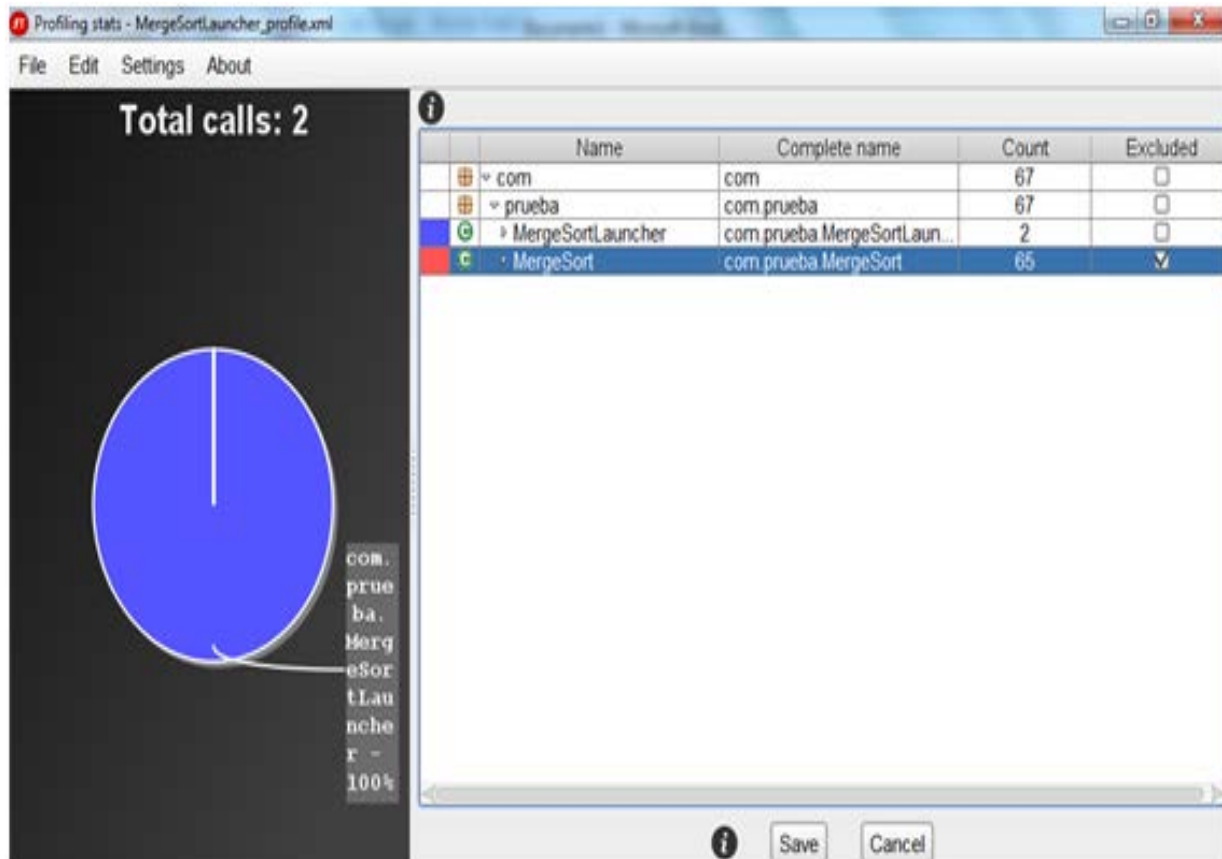 Profiling stats - MergeSortLauncher_profile.xml
File Edit Settings About
Total calls: 2
com.
prue
ba.
Merg
eSor
tLau
nche
r -
100%
Name Complete name Count Excluded
com com 67
prueba com.prueba 67
MergeSortLauncher com.prueba.MergeSortLaun... 2
MergeSort com.prueba.MergeSort 65
Save Cancel